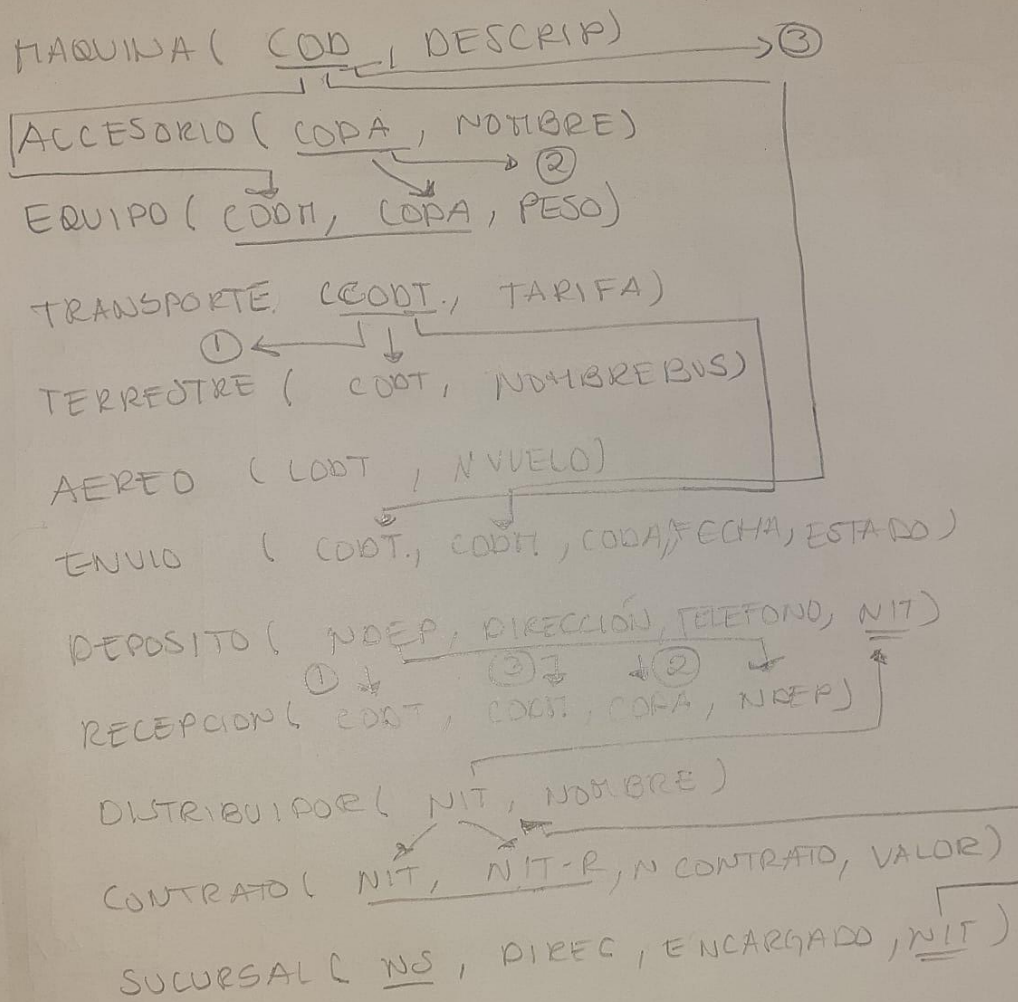 MAQUINA ( COD , DESCRIP) 3
ACCESORIO ( CODA , NOMBRE)
2
EQUIPO ( CODM, CODA , PESO)
TRANSPORTE. (CODT., TARIFA)
1
TERRESTRE ( CODT, NOMBREBUS)
AEREO ( CODT , N VUELO)
ENVIO ( CODT., CODM , CODA, FECHA, ESTADO )
DEPOSITO ( NDEP, DIRECCIÓN, TELEFONO, NIT)
1 3 2
RECEPCION ( CODT, CODM, CODA, NDEP)
DISTRIBUIDOR ( NIT, NOMBRE )
CONTRATO ( NIT, NIT-R, N CONTRATO, VALOR)
SUCURSAL ( NS , DIREC , ENCARGADO , NIT )